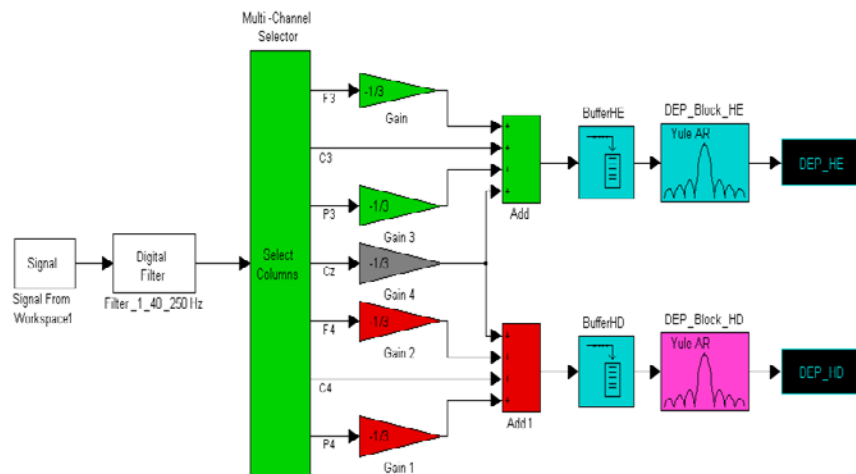 Multi -Channel
Selector
Select
Columns
Signal
Signal From
Workspace1
Digital
Filter
Filter_1_40_250 Hz
F3
-1/3
Gain
C3
P3
-1/3
Gain 3
Cz
-1/3
Gain 4
F4
-1/3
Gain 2
C4
P4
-1/3
Gain 1
+
+
+
+
Add
+
+
+
+
Add1
BufferHE
DEP_Block_HE
Yule AR
DEP_HE
BufferHD
DEP_Block_HD
Yule AR
DEP_HD